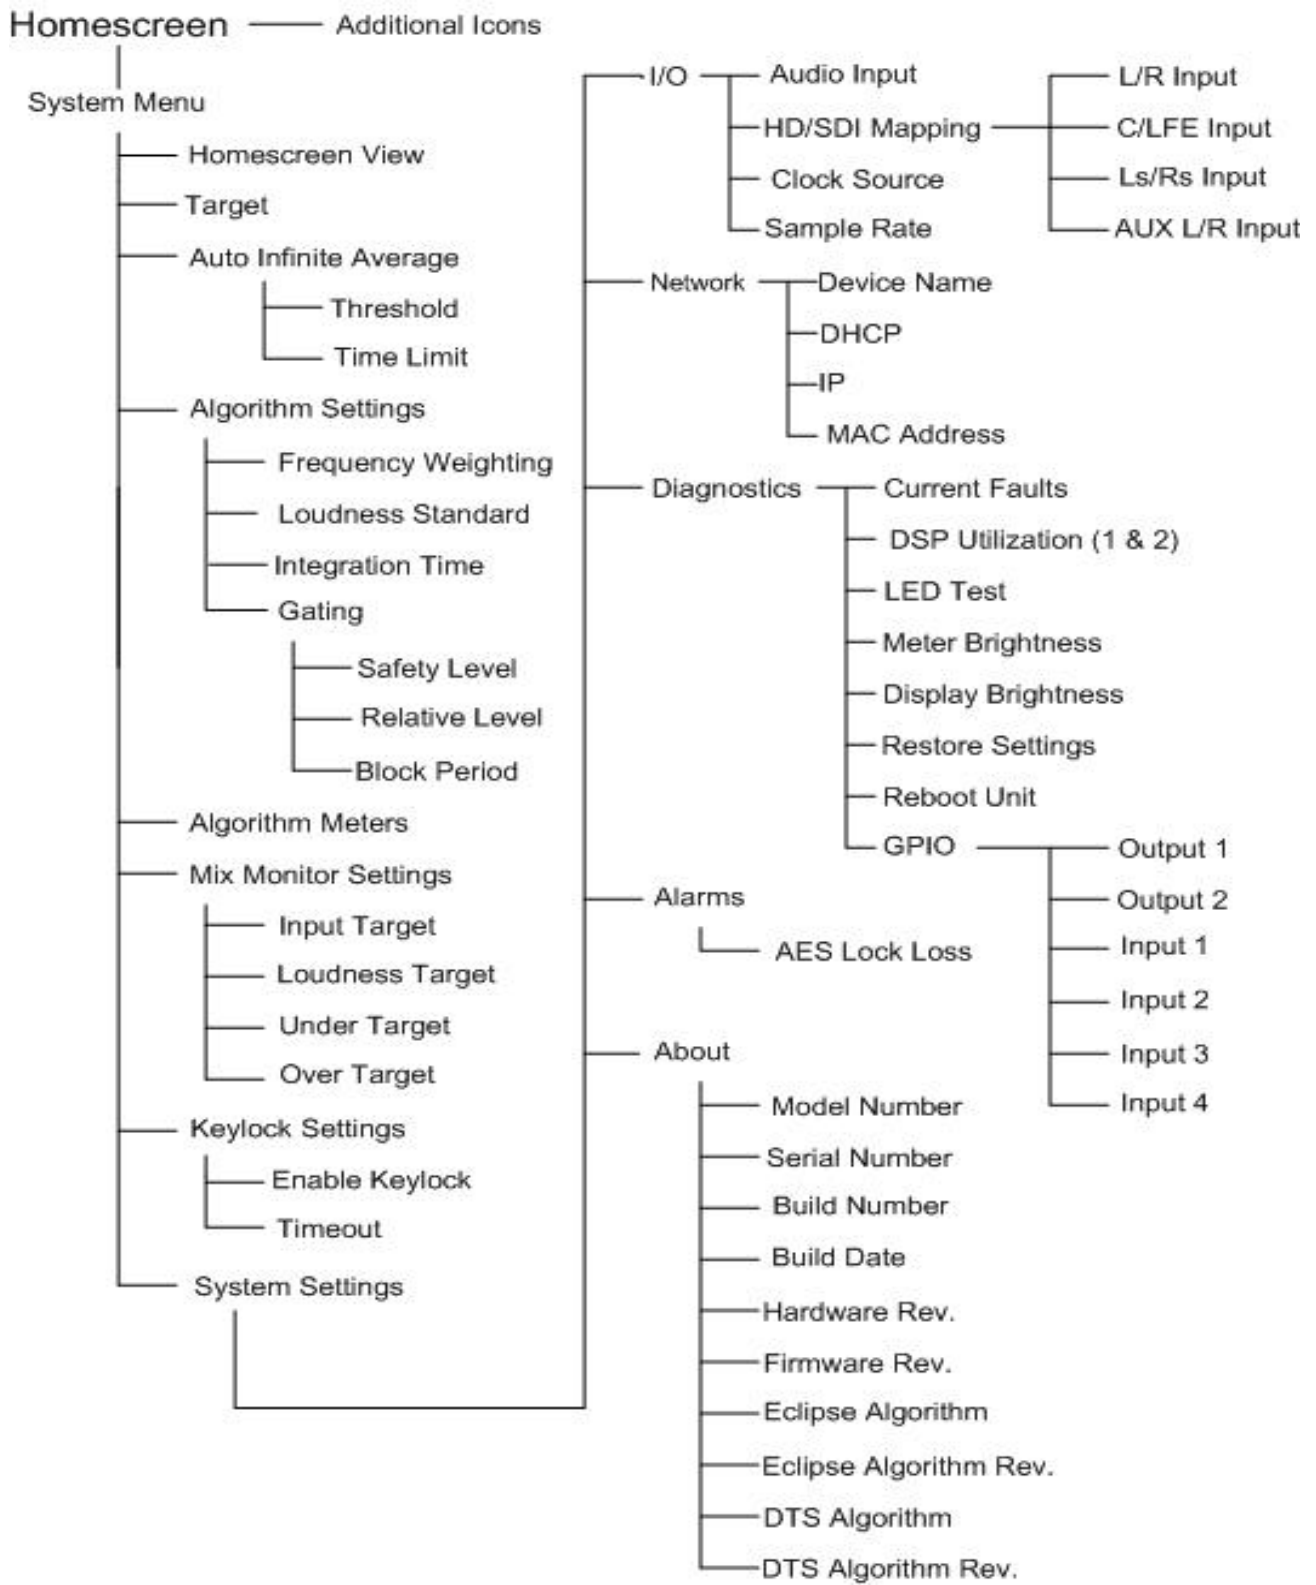 Homescreen
Additional Icons
System Menu
Homescreen View
Target
Auto Infinite Average
Threshold
Time Limit
Algorithm Settings
Frequency Weighting
Loudness Standard
Integration Time
Gating
Safety Level
Relative Level
Block Period
Algorithm Meters
Mix Monitor Settings
Input Target
Loudness Target
Under Target
Over Target
Keylock Settings
Enable Keylock
Timeout
System Settings
I/O
Audio Input
HD/SDI Mapping
L/R Input
C/LFE Input
Ls/Rs Input
AUX L/R Input
Clock Source
Sample Rate
Network
Device Name
DHCP
IP
MAC Address
Diagnostics
Current Faults
DSP Utilization (1 & 2)
LED Test
Meter Brightness
Display Brightness
Restore Settings
Reboot Unit
GPIO
Output 1
Output 2
Input 1
Input 2
Input 3
Input 4
Alarms
AES Lock Loss
About
Model Number
Serial Number
Build Number
Build Date
Hardware Rev.
Firmware Rev.
Eclipse Algorithm
Eclipse Algorithm Rev.
DTS Algorithm
DTS Algorithm Rev.